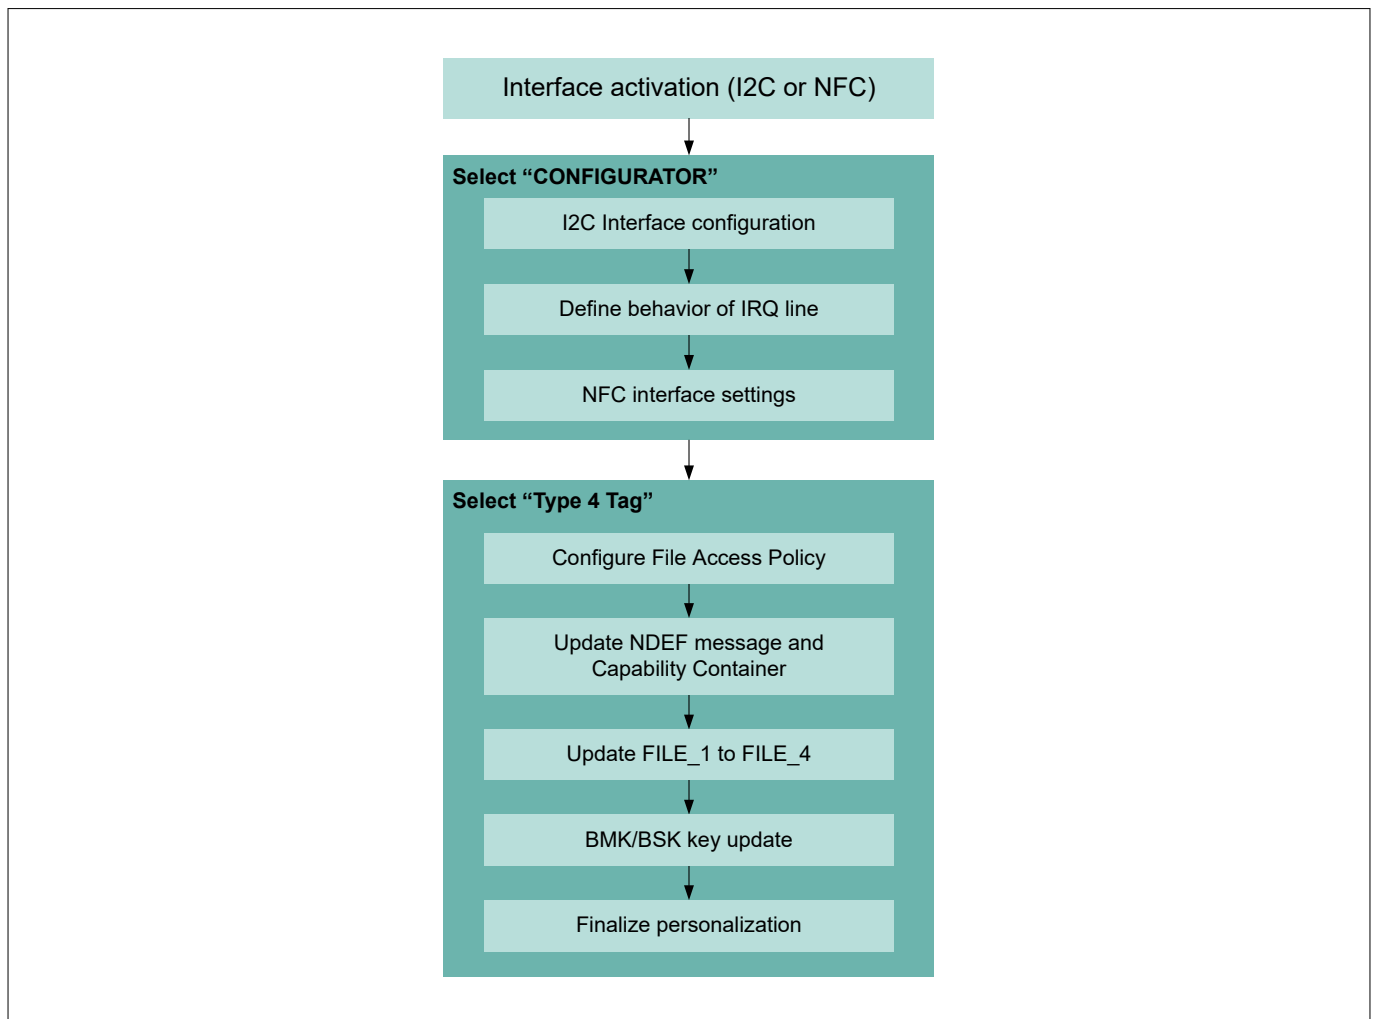 Interface activation (I2C or NFC)
Select “CONFIGURATOR”
I2C Interface configuration
Define behavior of IRQ line
NFC interface settings
Select “Type 4 Tag”
Configure File Access Policy
Update NDEF message and
Capability Container
Update FILE_1 to FILE_4
BMK/BSK key update
Finalize personalization